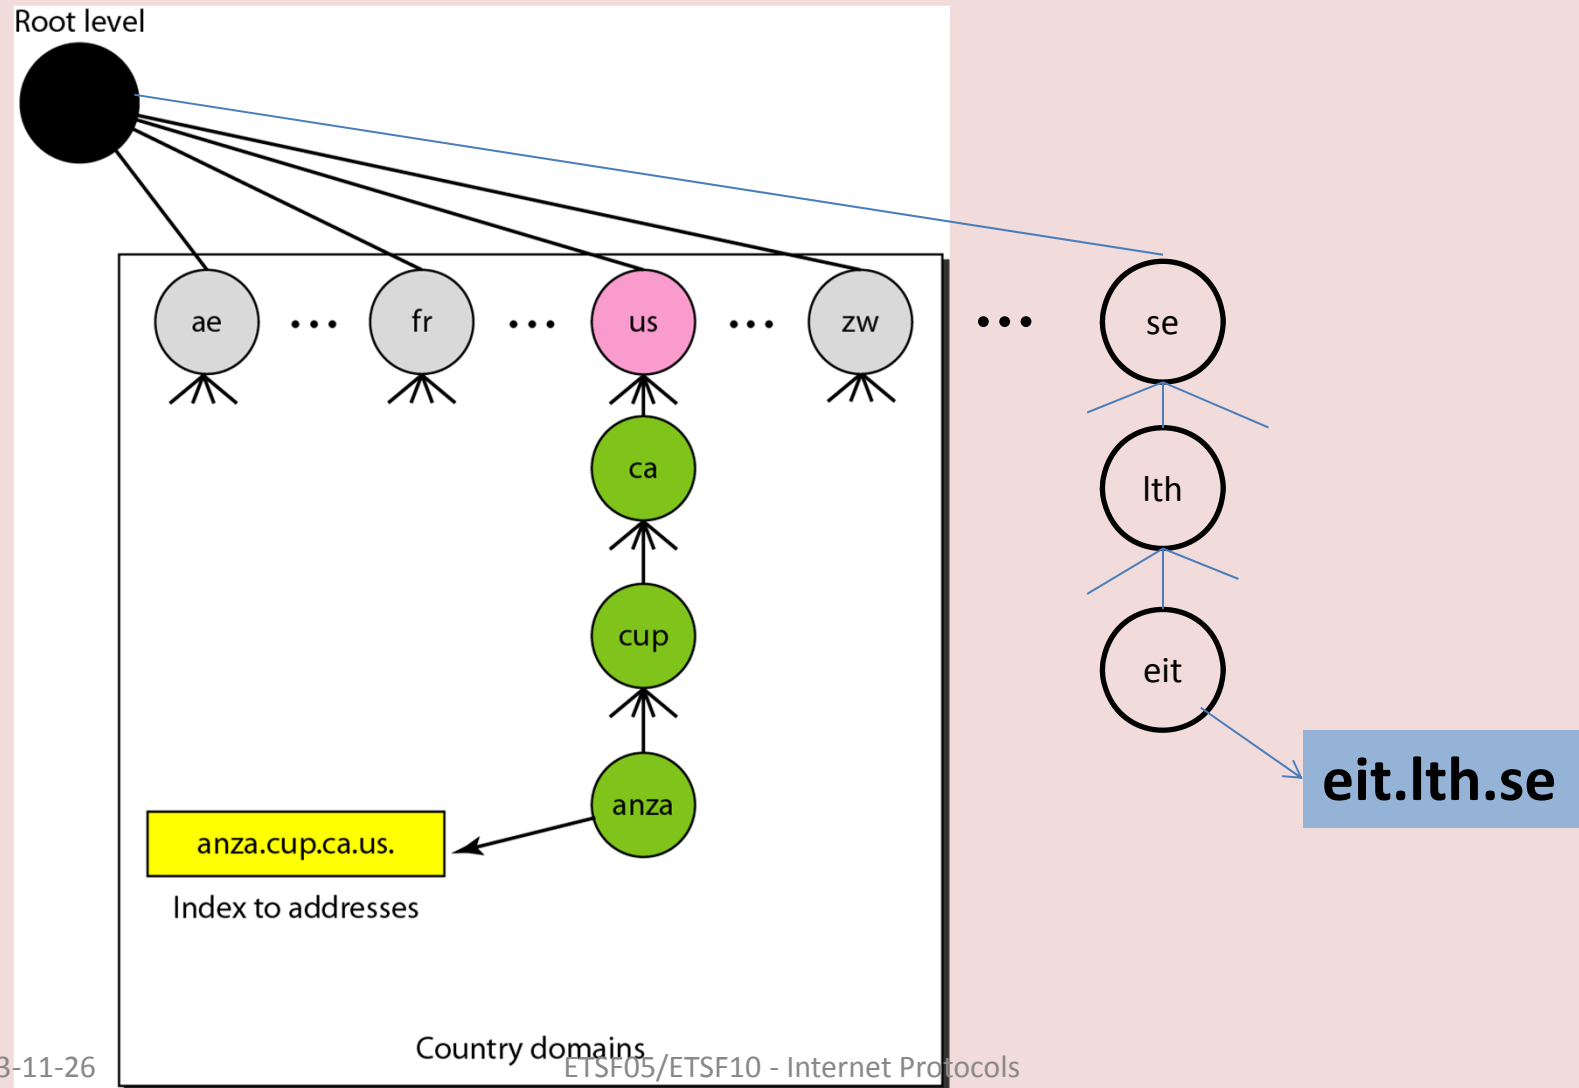 Root level
ae ... fr ... us ... zw ... se
ca
lth
cup
eit
anza
eit.lth.se
anza.cup.ca.us.
Index to addresses
Country domains
3-11-26
ETSF05/ETSF10 - Internet Protocols